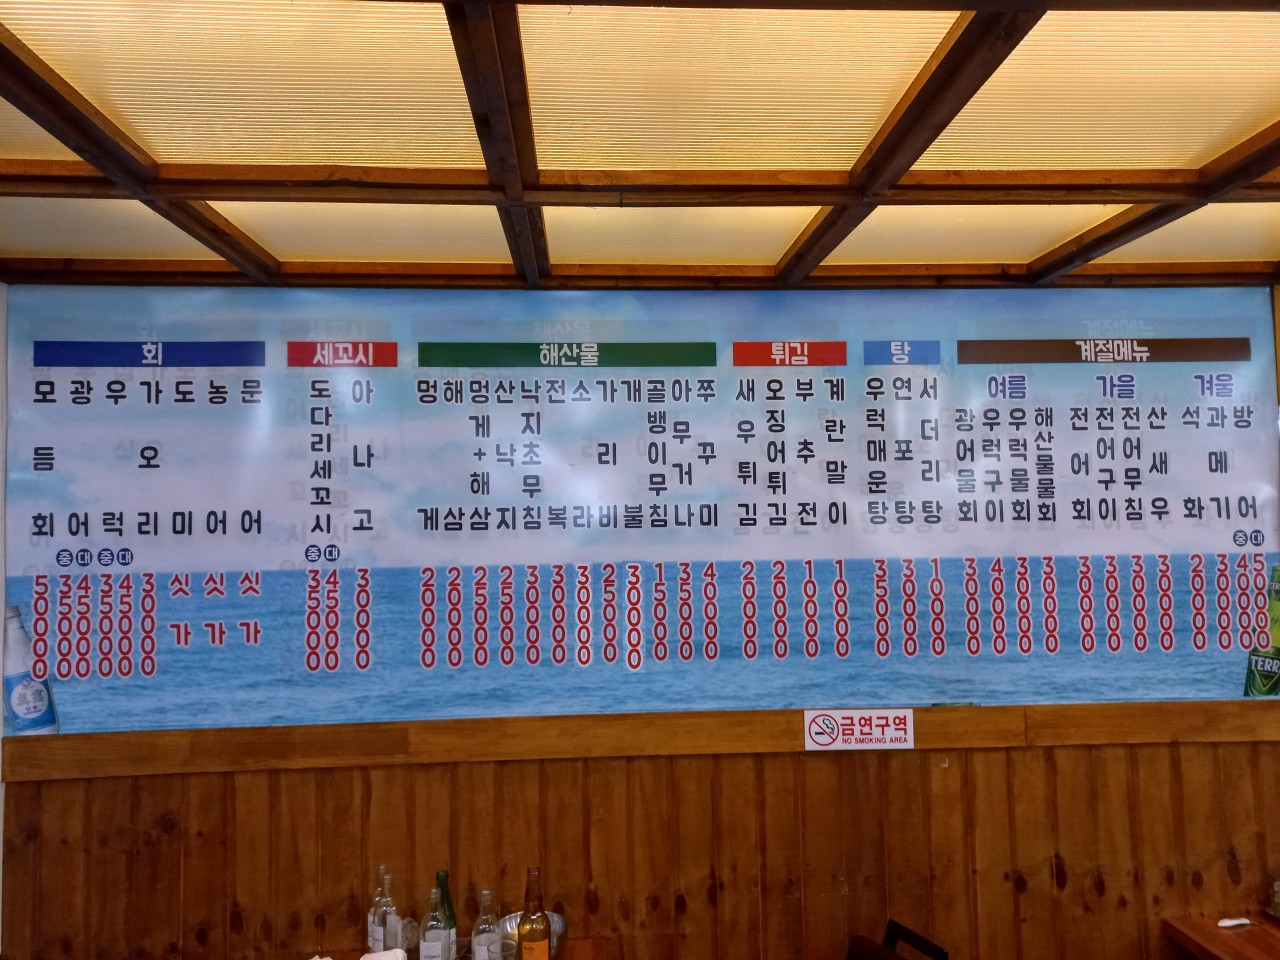 회
모듬회 50000
광어 중 35000 대 45000
우럭 중 35000 대 45000
가오리 30000
도미 싯가
농어 싯가
문어 싯가
세꼬시
도다리세꼬시 중 35000 대 45000
아나고 30000
해산물
멍게 20000
해삼 20000
멍게+해삼 25000
산낙지 25000
낙지초무침 30000
전복 30000
소라 30000
가리비 25000
개불 30000
골뱅이무침 15000
아무거나 35000
쭈꾸미 40000
튀김
새우튀김 20000
오징어튀김 20000
부추전 10000
계란말이 10000
탕
우럭매운탕 35000
연포탕 30000
서더리탕 10000
계절메뉴
여름
광어물회 30000
우럭구이 40000
우럭물회 30000
해산물물회 30000
가을
전어회 30000
전어구이 30000
전어무침 30000
산새우 30000
겨울
석화 20000
과메기 30000
방어 중 40000 대 50000
TERR
금연구역
NO SMOKING AREA